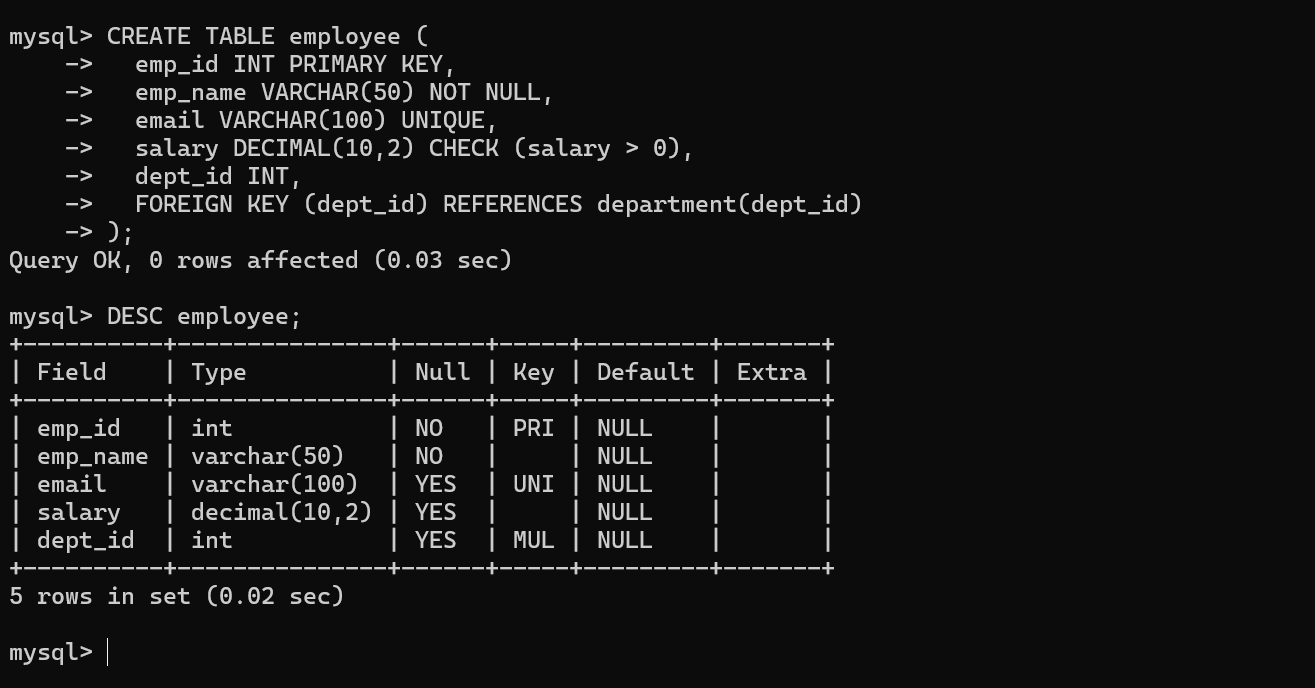 mysql> CREATE TABLE employee (
    ->   emp_id INT PRIMARY KEY,
    ->   emp_name VARCHAR(50) NOT NULL,
    ->   email VARCHAR(100) UNIQUE,
    ->   salary DECIMAL(10,2) CHECK (salary > 0),
    ->   dept_id INT,
    ->   FOREIGN KEY (dept_id) REFERENCES department(dept_id)
    -> );
Query OK, 0 rows affected (0.03 sec)

mysql> DESC employee;
+----------+---------------+------+-----+---------+-------+
| Field    | Type          | Null | Key | Default | Extra |
+----------+---------------+------+-----+---------+-------+
| emp_id   | int           | NO   | PRI | NULL    |       |
| emp_name | varchar(50)   | NO   |     | NULL    |       |
| email    | varchar(100)  | YES  | UNI | NULL    |       |
| salary   | decimal(10,2) | YES  |     | NULL    |       |
| dept_id  | int           | YES  | MUL | NULL    |       |
+----------+---------------+------+-----+---------+-------+
5 rows in set (0.02 sec)

mysql>